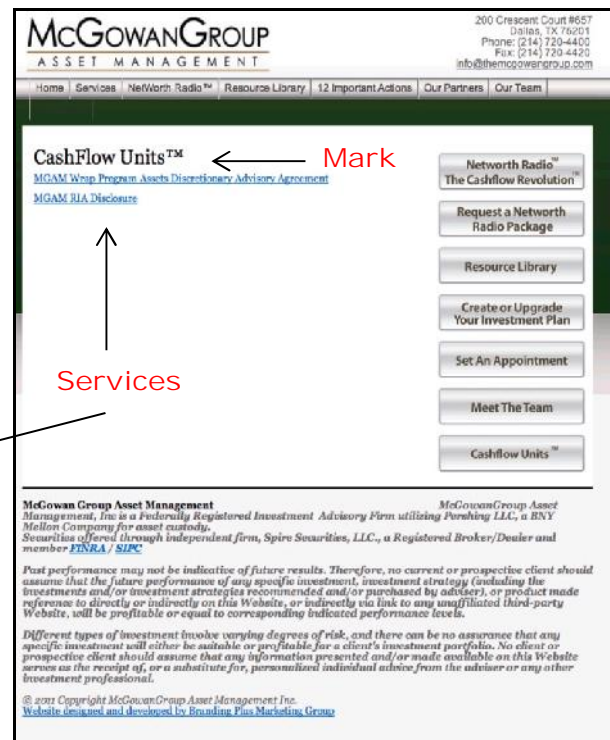 McGowanGroup
ASSET MANAGEMENT
200 Crescent Court #657
Dallas, TX 75201
Phone: (214) 720-4400
Fax: (214) 720-4420
info@themcgowangroup.com
Home Services NetWorth Radio™ Resource Library 12 Important Actions Our Partners Our Team
CashFlow Units™
Mark
MGAM Wrap Program Assets Discretionary Advisory Agreement
MGAM RIA Disclosure
Services
Networth Radio™
The Cashflow Revolution™
Request a Networth
Radio Package
Resource Library
Create or Upgrade
Your Investment Plan
Set An Appointment
Meet The Team
Cashflow Units™
McGowan Group Asset Management McGowanGroup Asset
Management, Inc is a Federally Registered Investment Advisory Firm utilizing Pershing LLC, a BNY
Mellon Company for asset custody.
Securities offered through independent firm, Spire Securities, LLC., a Registered Broker/Dealer and
member FINRA / SIPC
Past performance may not be indicative of future results. Therefore, no current or prospective client should
assume that the future performance of any specific investment, investment strategy (including the
investments and/or investment strategies recommended and/or purchased by adviser), or product made
reference to directly or indirectly on this Website, or indirectly via link to any unaffiliated third-party
Website, will be profitable or equal to corresponding indicated performance levels.
Different types of investment involve varying degrees of risk, and there can be no assurance that any
specific investment will either be suitable or profitable for a client's investment portfolio. No client or
prospective client should assume that any information presented and/or made available on this Website
serves as the receipt of, or a substitute for, personalized individual advice from the adviser or any other
investment professional.
© 2011 Copyright McGowanGroup Asset Management Inc.
Website designed and developed by Branding Plus Marketing Group